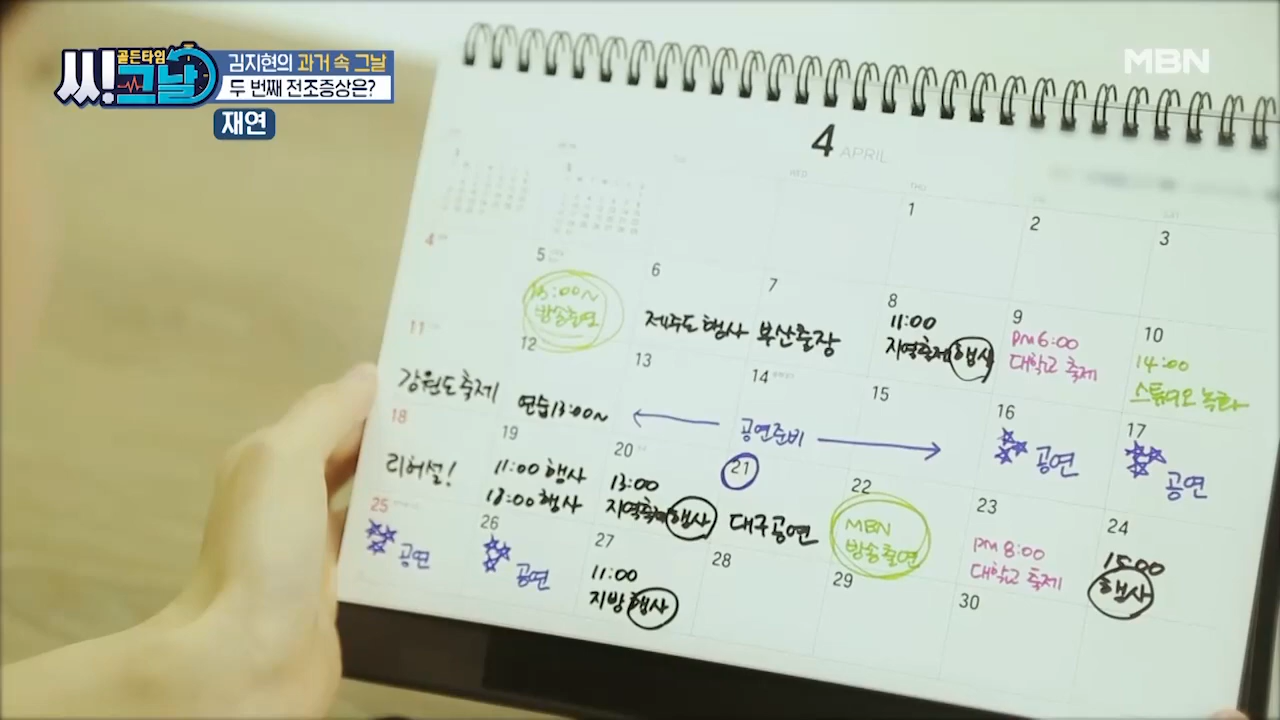 골든타임
씨!그날
김지현의 과거 속 그날
두 번째 전조증상은?
재연
MBN
4 APRIL
WED
THU
1
2
3
4
5
6
7
8
9
10
방송출연
제주도 행사
부산출장
11:00
지역축제 행사
pm 6:00
대학교 축제
14:00
스튜디오 녹화
11
12
13
14
15
16
17
강원도 축제
연습 13:00~
공연준비
공연
공연
18
19
20
21
22
23
24
리허설!
11:00 행사
18:00 행사
13:00
지역축제 행사
대구공연
MBN
방송출연
pm 8:00
대학교 축제
15:00
행사
25
26
27
28
29
30
공연
공연
11:00
지방 행사